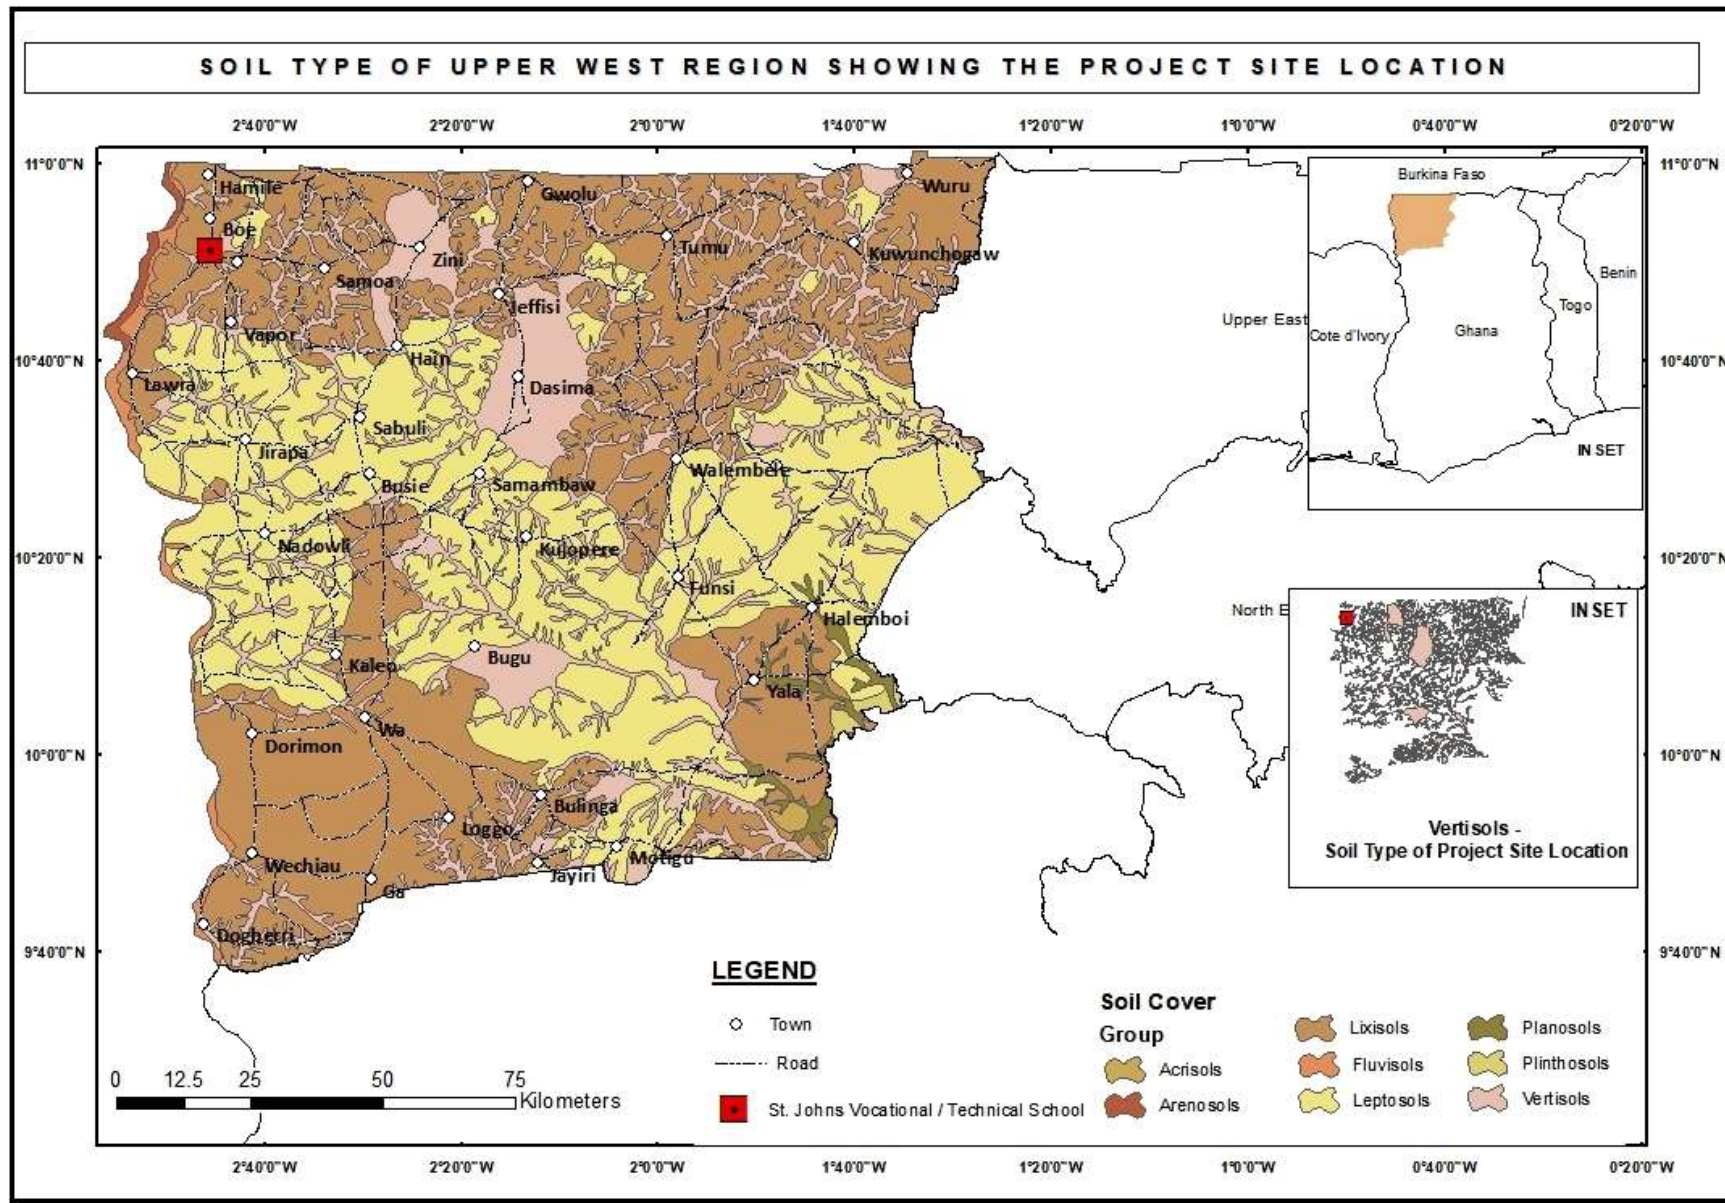 SOIL TYPE OF UPPER WEST REGION SHOWING THE PROJECT SITE LOCATION
2°40'0"W 2°20'0"W 2°0'0"W 1°40'0"W 1°20'0"W 1°0'0"W 0°40'0"W 0°20'0"W
11°0'0"N 11°0'0"N
Burkina Faso
Hamile
Gwolu
Wuru
Boe
Tumu
Kuwunchogaw
Zini
Samoa
Benin
Jeffisi
Togo
Upper East
Vapor
Cote d'Ivory
Ghana
Hain
10°40'0"N 10°40'0"N
Lawra
Dasima
Sabuli
Jirapa
IN SET
Walembele
Busie
Samambaw
Nadowli
Kujopere
10°20'0"N 10°20'0"N
Funsi
North E
IN SET
Halemboi
Kaleo
Bugu
Yala
Wa
Dorimon
10°0'0"N 10°0'0"N
Bulinga
Loggo
Vertisols -
Soil Type of Project Site Location
Motigu
Wechiau
Jayiri
Ga
Dogherri
9°40'0"N 9°40'0"N
LEGEND
Town
Road
St. Johns Vocational / Technical School
Soil Cover
Group
Acrisols
Arenosols
Lixisols
Fluvisols
Leptosols
Planosols
Plinthosols
Vertisols
0 12.5 25 50 75
Kilometers
2°40'0"W 2°20'0"W 2°0'0"W 1°40'0"W 1°20'0"W 1°0'0"W 0°40'0"W 0°20'0"W